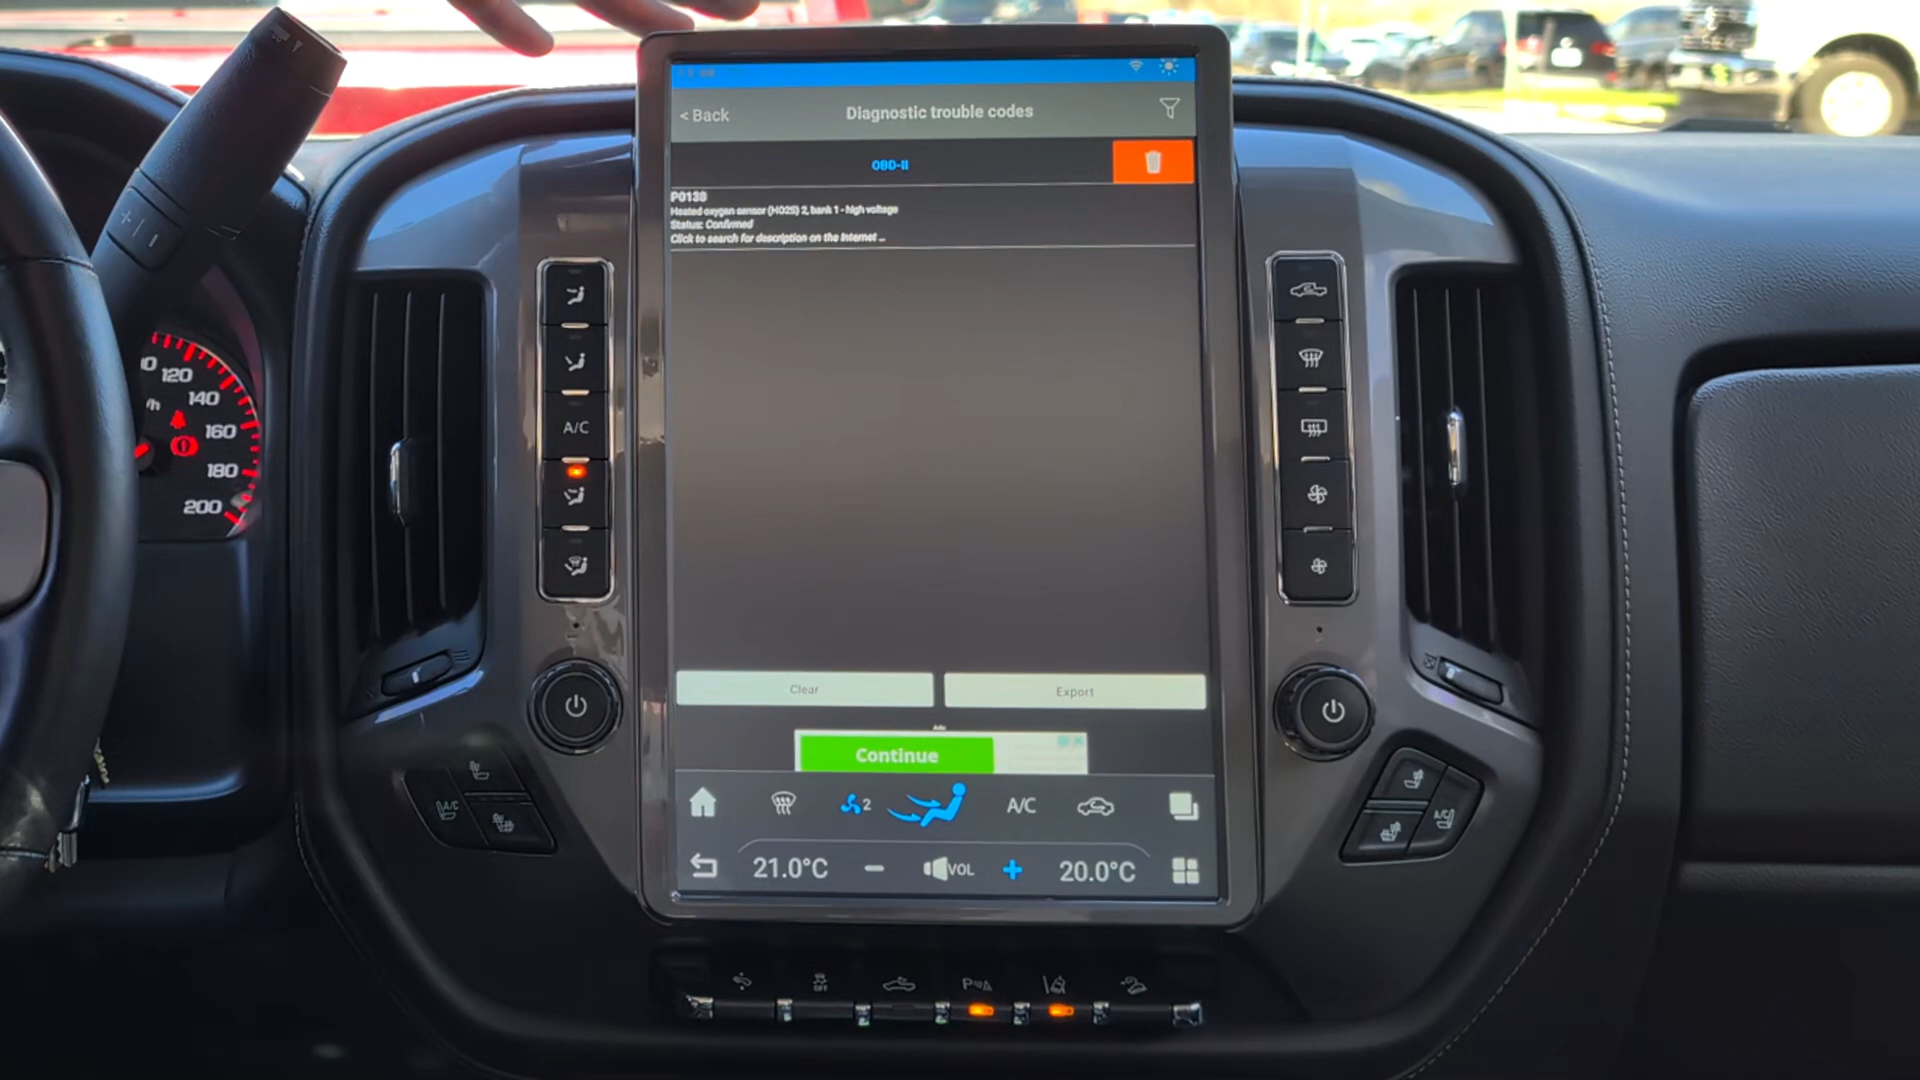 < Back
Diagnostic trouble codes
OBD-II
P0138
Heated oxygen sensor (HO2S) 2, bank 1 - high voltage
Status: Confirmed
Click to search for description on the Internet ...
Clear
Export
Continue
2
A/C
21.0°C
−
VOL
+
20.0°C
A/C
OFF
P
A/C
A/C
120
140
160
180
200
+/−